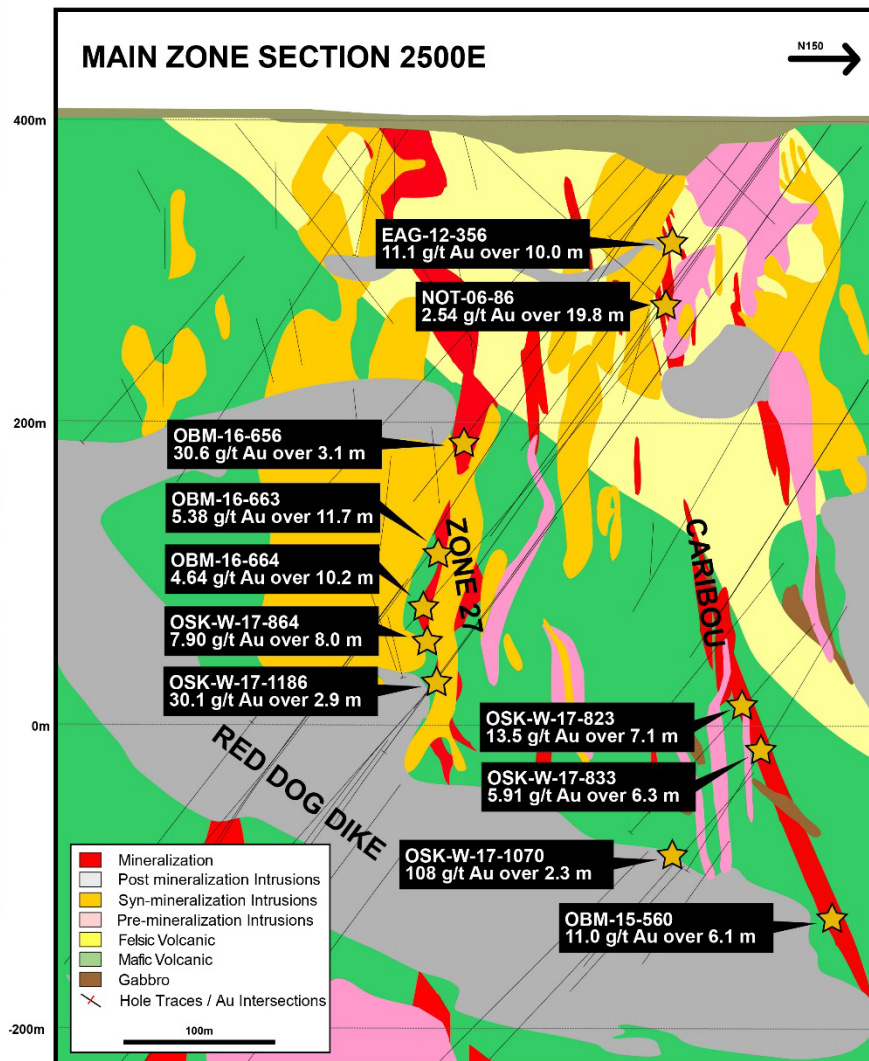 MAIN ZONE SECTION 2500E
N150
400m
EAG-12-356
11.1 g/t Au over 10.0 m
NOT-06-86
2.54 g/t Au over 19.8 m
200m
OBM-16-656
30.6 g/t Au over 3.1 m
OBM-16-663
5.38 g/t Au over 11.7 m
OBM-16-664
4.64 g/t Au over 10.2 m
OSK-W-17-864
7.90 g/t Au over 8.0 m
OSK-W-17-1186
30.1 g/t Au over 2.9 m
ZONE 27
CARIBOU
0m
OSK-W-17-823
13.5 g/t Au over 7.1 m
OSK-W-17-833
5.91 g/t Au over 6.3 m
RED DOG DIKE
OSK-W-17-1070
108 g/t Au over 2.3 m
OBM-15-560
11.0 g/t Au over 6.1 m
Mineralization
Post mineralization Intrusions
Syn-mineralization Intrusions
Pre-mineralization Intrusions
Felsic Volcanic
Mafic Volcanic
Gabbro
Hole Traces / Au Intersections
100m
-200m